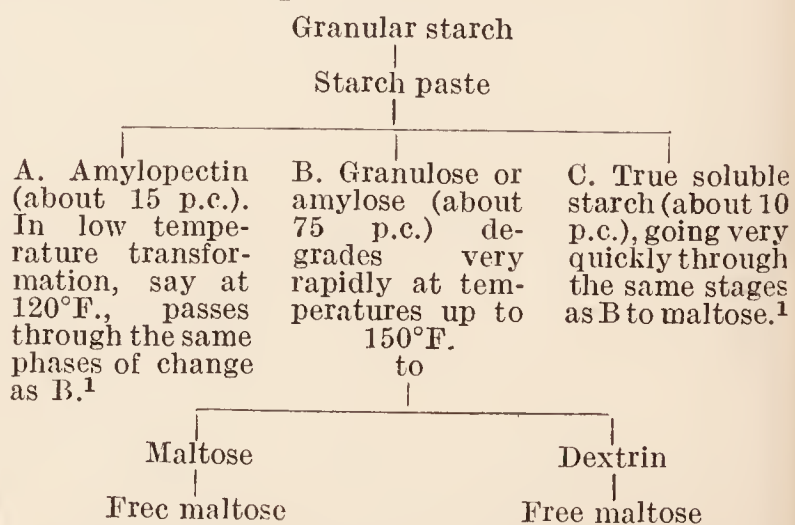 Granular starch
Starch paste
A. Amylopectin
(about 15 p.c.).
In low tempe-
rature transfor-
mation, say at
120°F., passes
through the same
phases of change
as B.¹
B. Granulose or
amylose (about
75 p.c.) de-
grades very
rapidly at tem-
peratures up to
150°F.
to
C. True soluble
starch (about 10
p.c.), going very
quickly through
the same stages
as B to maltose.¹
Maltose
Dextrin
Free maltose
Free maltose